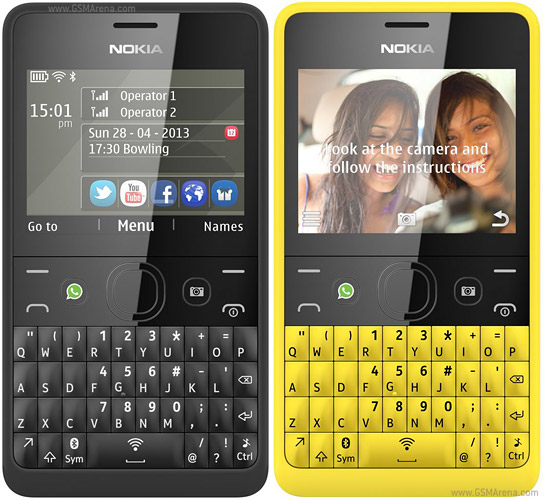 www.GSMArena.com
NOKIA
15:01
pm
Operator 1
Operator 2
Sun 28 - 04 - 2013
17:30 Bowling
You
Tube
Go to
Menu
Names
" ( ) 1 2 3 * + =
Q W E R T Y U I O P
4 5 6 #
A S D F G H J K L '
7 8 9 0 ; :
Z X C V B N M , .
@ / ? !
Sym
Ctrl
NOKIA
look at the camera and
follow the instructions
" ( ) 1 2 3 * + =
Q W E R T Y U I O P
4 5 6 #
A S D F G H J K L '
7 8 9 0 ; :
Z X C V B N M , .
@ / ? !
Sym
Ctrl
www.GSMArena.com